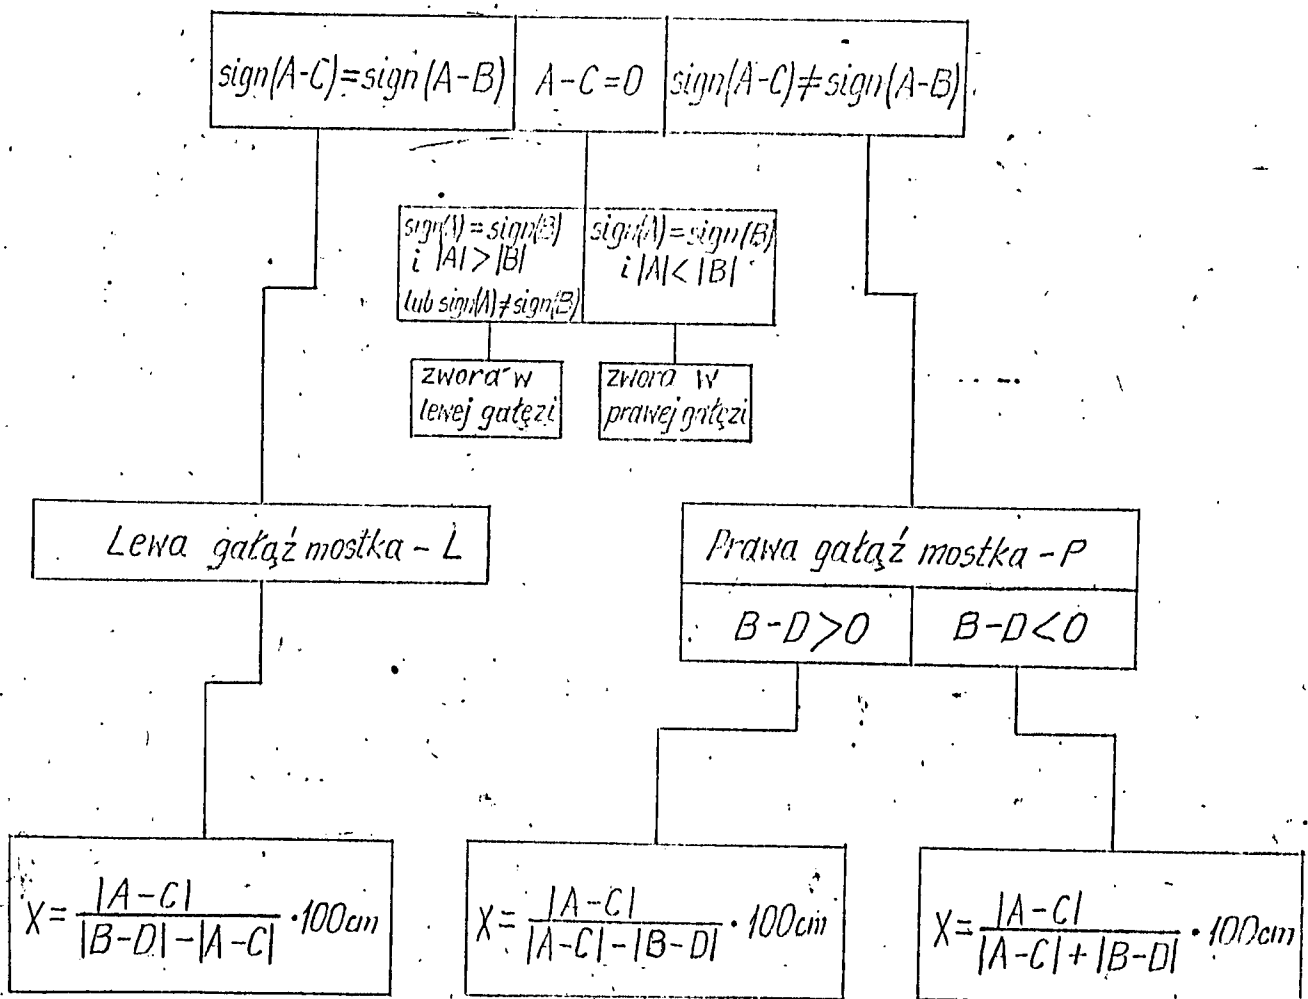 sign(A-C)=sign(A-B)
A-C=0
sign(A-C)≠sign(A-B)
sign(A)=sign(B)
i |A|>|B|
lub sign(A)≠sign(B)
sign(A)=sign(B)
i |A|<|B|
zwora w
lewej gałęzi
zwora w
prawej gałęzi
Lewa gałąź mostka - L
Prawa gałąź mostka - P
B-D>0
B-D<0
X = |A-C| / (|B-D|-|A-C|) · 100cm
X = |A-C| / (|A-C|-|B-D|) · 100cm
X = |A-C| / (|A-C|+|B-D|) · 100cm